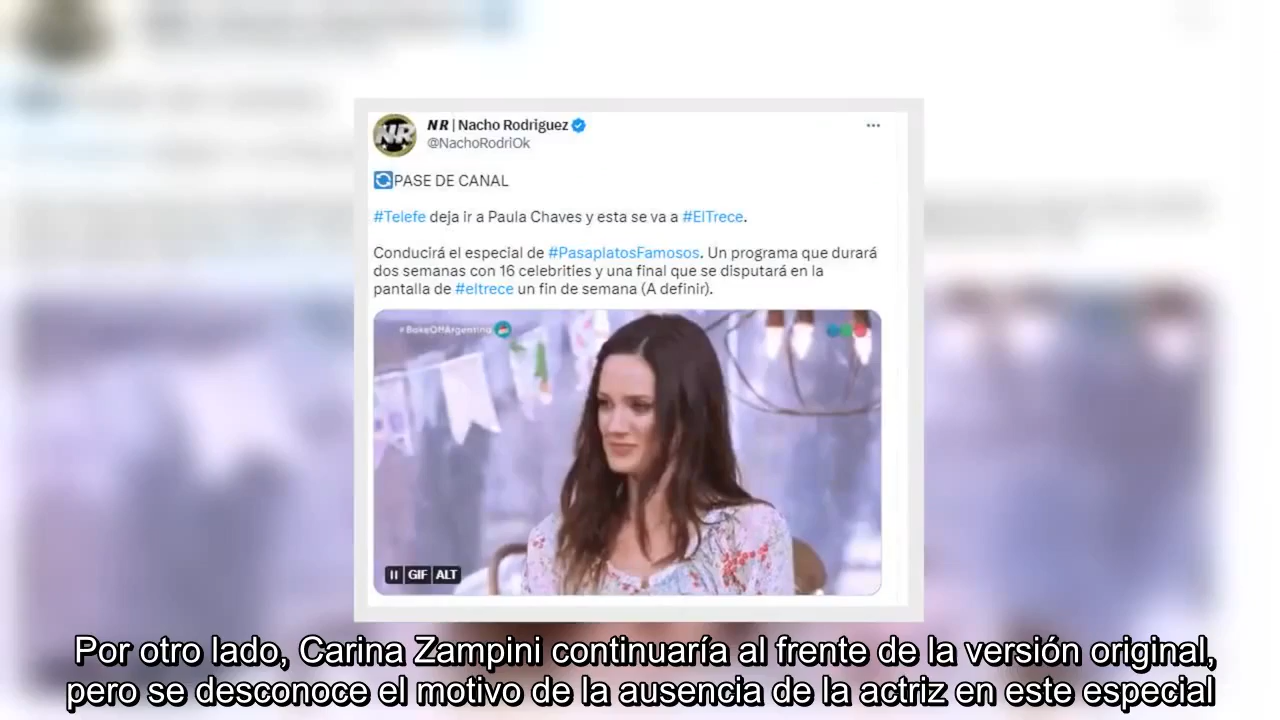 NR | Nacho Rodriguez
@NachoRodriOk
PASE DE CANAL
#Telefe deja ir a Paula Chaves y esta se va a #ElTrece.
Conducirá el especial de #PasaplatosFamosos. Un programa que durará
dos semanas con 16 celebrities y una final que se disputará en la
pantalla de #eltrece un fin de semana (A definir).
#BakeOffArgentina
GIF ALT
Por otro lado, Carina Zampini continuaría al frente de la versión original,
pero se desconoce el motivo de la ausencia de la actriz en este especial